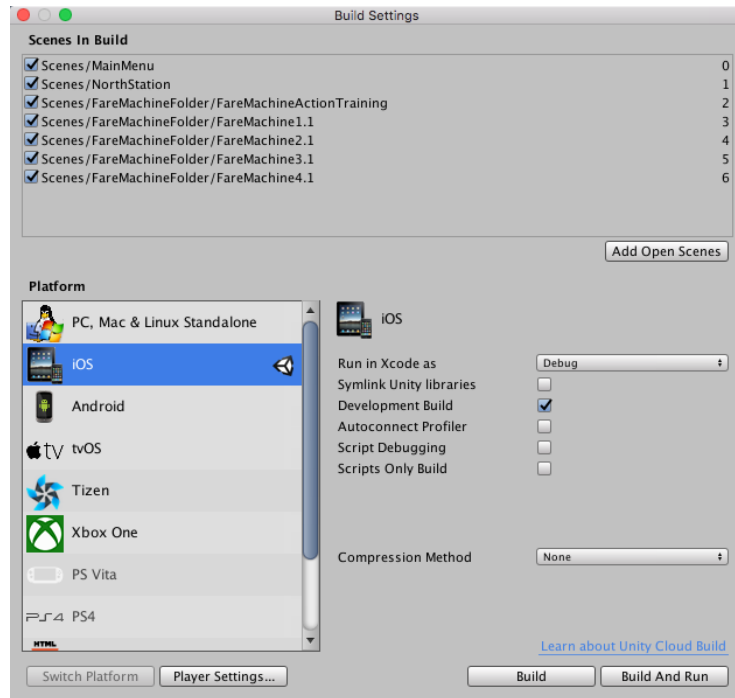 Build Settings
Scenes In Build
Scenes/MainMenu 0
Scenes/NorthStation 1
Scenes/FareMachineFolder/FareMachineActionTraining 2
Scenes/FareMachineFolder/FareMachine1.1 3
Scenes/FareMachineFolder/FareMachine2.1 4
Scenes/FareMachineFolder/FareMachine3.1 5
Scenes/FareMachineFolder/FareMachine4.1 6
Add Open Scenes
Platform
PC, Mac & Linux Standalone
iOS
Android
tv tvOS
Tizen
Xbox One
PS Vita
PS4 PS4
HTML
iOS
Run in Xcode as Debug
Symlink Unity libraries
Development Build
Autoconnect Profiler
Script Debugging
Scripts Only Build
Compression Method None
Learn about Unity Cloud Build
Switch Platform Player Settings... Build Build And Run